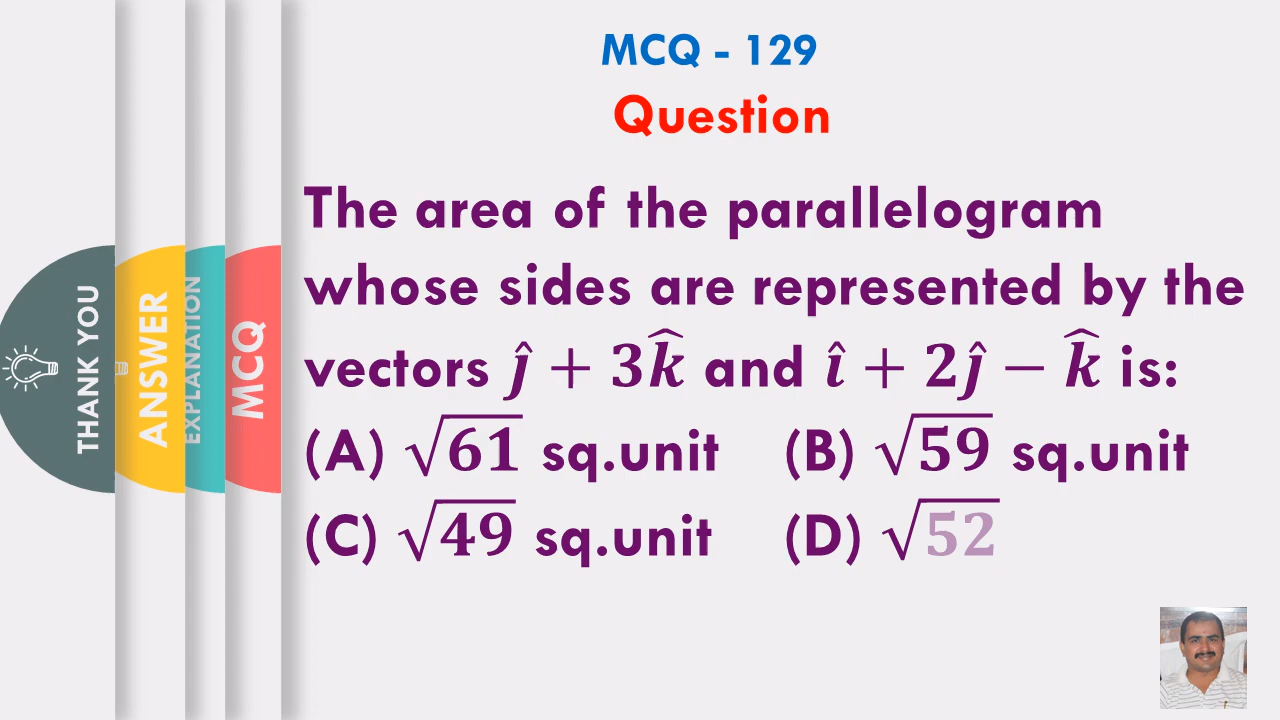 MCQ - 129
Question
The area of the parallelogram
whose sides are represented by the
vectors ĵ + 3k̂ and î + 2ĵ − k̂ is:
(A) √61 sq.unit (B) √59 sq.unit
(C) √49 sq.unit (D) √52
THANK YOU
ANSWER
EXPLANATION
MCQ